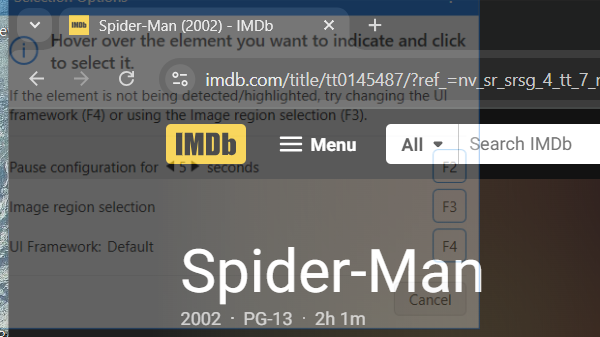 Selection Options
IMDb Spider-Man (2002) - IMDb
Hover over the element you want to indicate and click
to select it.
imdb.com/title/tt0145487/?ref_=nv_sr_srsg_4_tt_7_
If the element is not being detected/highlighted, try changing the UI
framework (F4) or using the Image region selection (F3).
IMDb Menu All Search IMDb
Pause configuration for 5 seconds F2
Image region selection F3
UI Framework: Default F4
Spider-Man
Cancel
2002 · PG-13 · 2h 1m